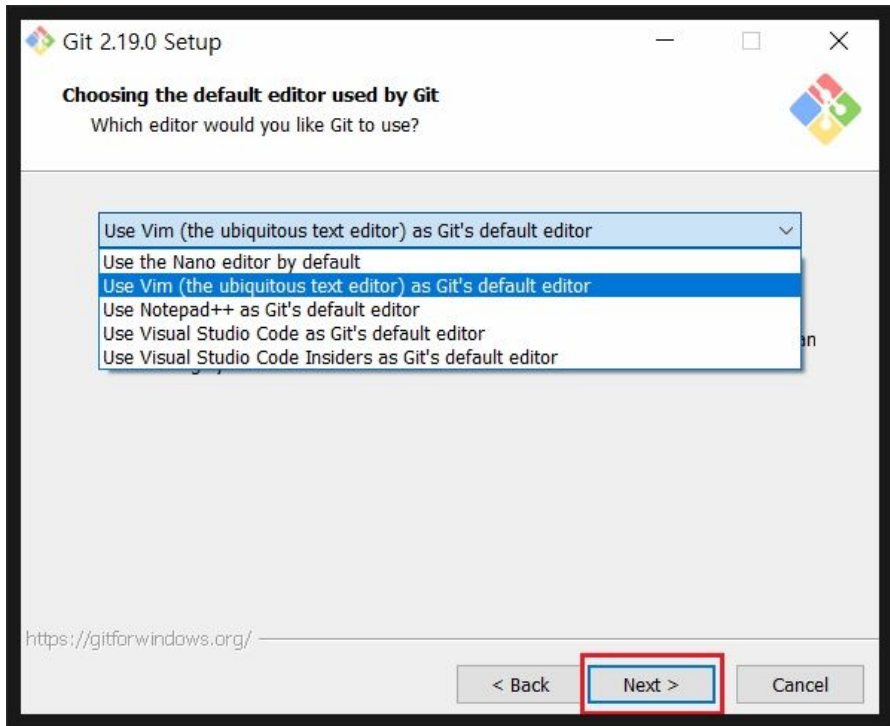 Git 2.19.0 Setup
Choosing the default editor used by Git
Which editor would you like Git to use?
Use Vim (the ubiquitous text editor) as Git's default editor
Use the Nano editor by default
Use Vim (the ubiquitous text editor) as Git's default editor
Use Notepad++ as Git's default editor
Use Visual Studio Code as Git's default editor
Use Visual Studio Code Insiders as Git's default editor
https://gitforwindows.org/
< Back Next > Cancel